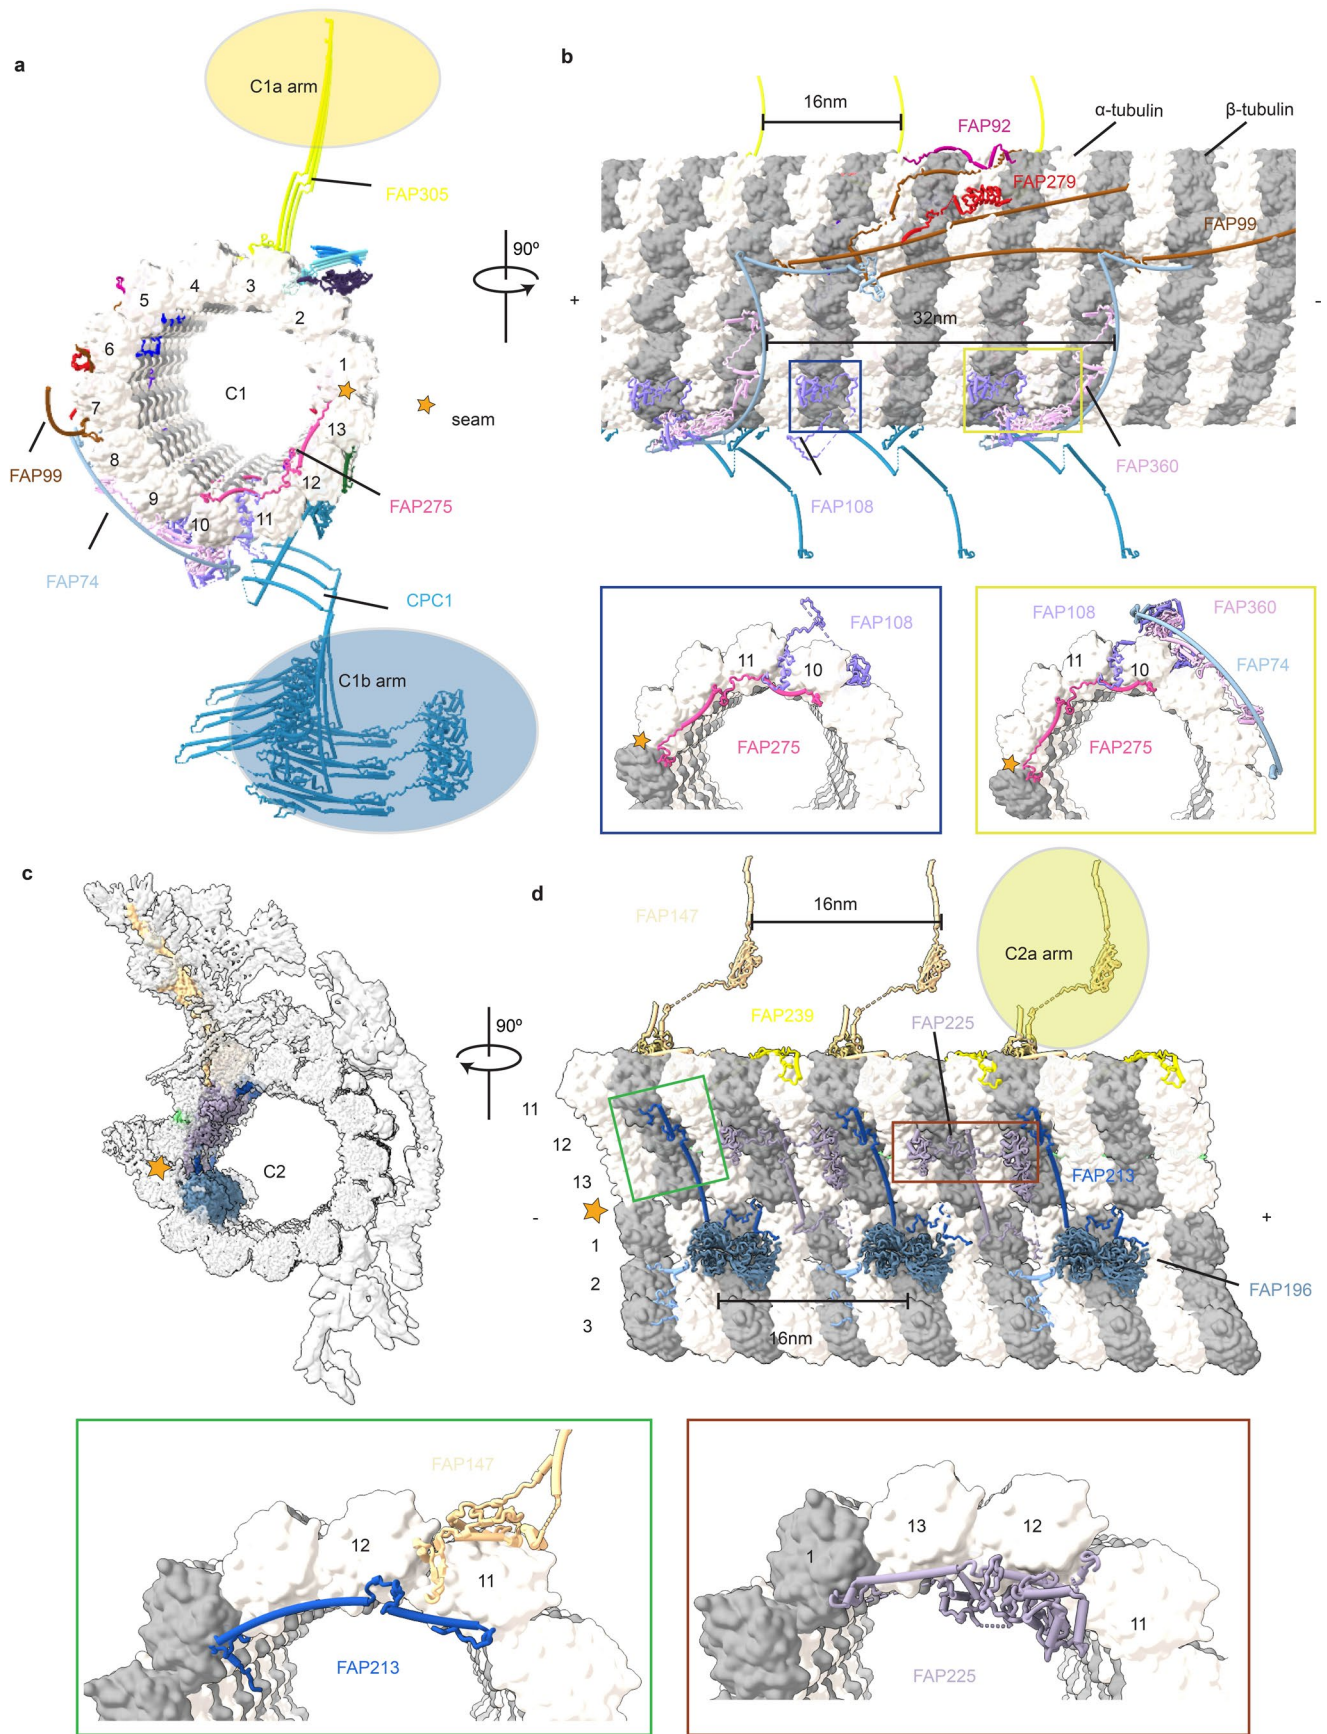 a
C1a arm
FAP305
5
4
3
2
6
1
C1
7
seam
13
8
FAP99
12
9
FAP275
10
11
FAP74
CPC1
C1b arm
90º
b
16nm
α-tubulin
β-tubulin
FAP92
FAP279
FAP99
+
-
32nm
FAP360
FAP108
FAP108
11
10
FAP275
FAP108
FAP360
11
10
FAP74
FAP275
c
C2
90º
d
FAP147
16nm
C2a arm
FAP239
FAP225
11
12
13
FAP213
-
+
1
2
FAP196
3
16nm
FAP147
12
11
FAP213
13
12
1
11
FAP225